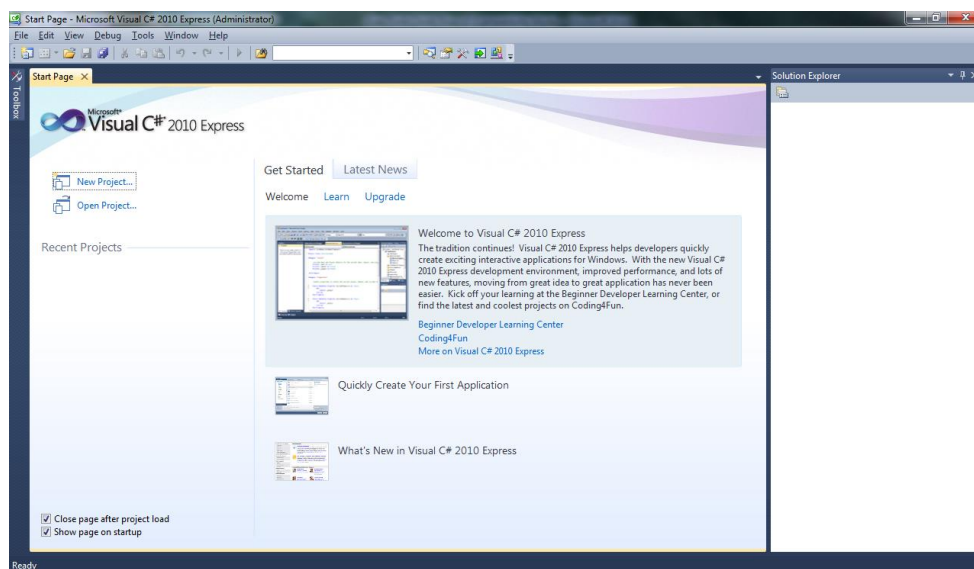 Start Page - Microsoft Visual C# 2010 Express (Administrator)
File Edit View Debug Tools Window Help
Start Page
Solution Explorer
Toolbox
Microsoft®
Visual C#® 2010 Express
Get Started Latest News
New Project...
Welcome Learn Upgrade
Open Project...
Recent Projects
Welcome to Visual C# 2010 Express
The tradition continues! Visual C# 2010 Express helps developers quickly
create exciting interactive applications for Windows. With the new Visual C#
2010 Express development environment, improved performance, and lots of
new features, moving from great idea to great application has never been
easier. Kick off your learning at the Beginner Developer Learning Center, or
find the latest and coolest projects on Coding4Fun.
Beginner Developer Learning Center
Coding4Fun
More on Visual C# 2010 Express
Quickly Create Your First Application
What's New in Visual C# 2010 Express
Close page after project load
Show page on startup
Ready